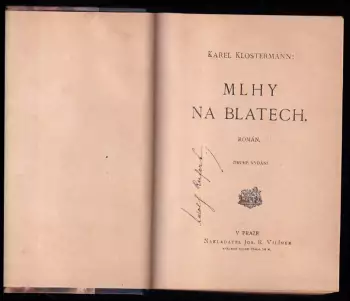 KAREL KLOSTERMANN:
MLHY
NA BLATECH.
ROMÁN.
DRUHÉ VYDÁNÍ
V PRAZE
NAKLADATEL JOS. R. VILÍMEK